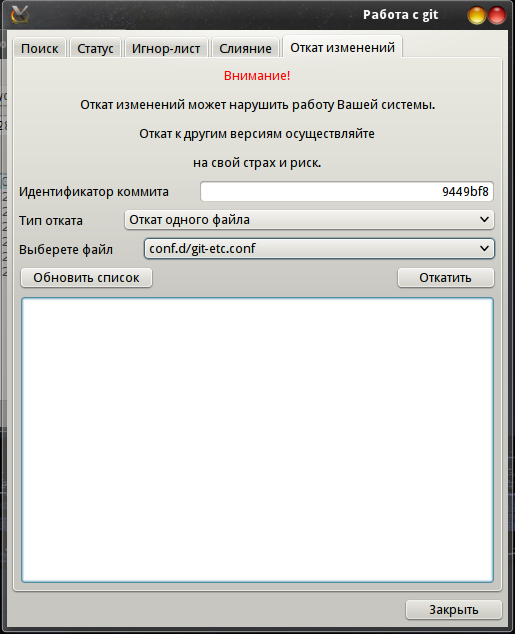 Работа с git
Поиск Статус Игнор-лист Слияние Откат изменений
Внимание!
Откат изменений может нарушить работу Вашей системы.
Откат к другим версиям осуществляйте
на свой страх и риск.
Идентификатор коммита 9449bf8
Тип отката Откат одного файла
Выберете файл conf.d/git-etc.conf
Обновить список Откатить
Закрыть